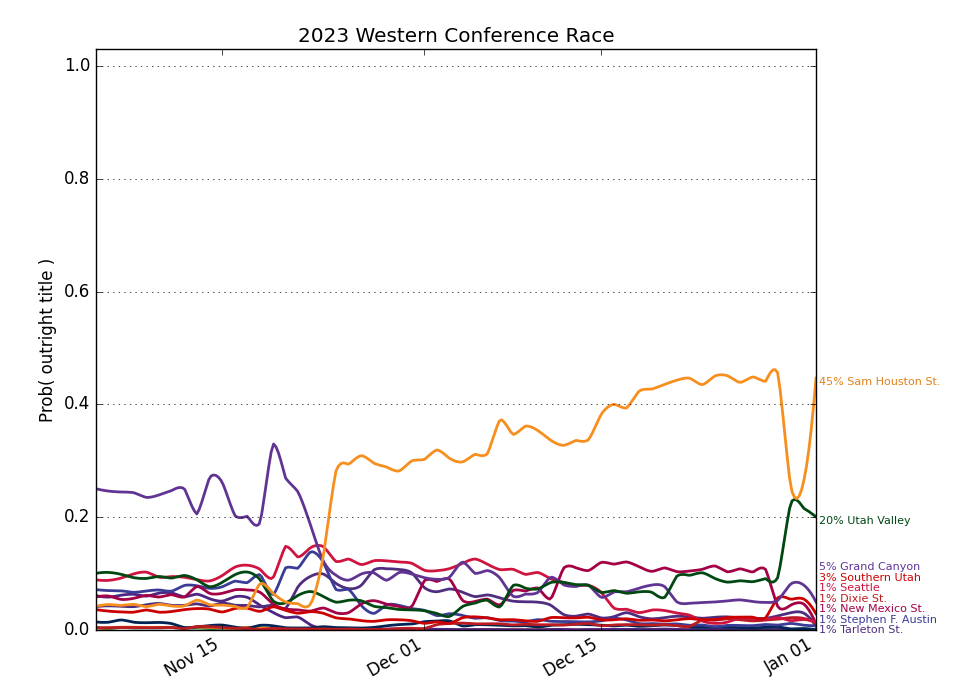 2023 Western Conference Race
Prob( outright title )
1.0
0.8
0.6
0.4
0.2
0.0
Nov 15
Dec 01
Dec 15
Jan 01
45% Sam Houston St.
20% Utah Valley
5% Grand Canyon
3% Southern Utah
1% Seattle
1% Dixie St.
1% New Mexico St.
1% Stephen F. Austin
1% Tarleton St.